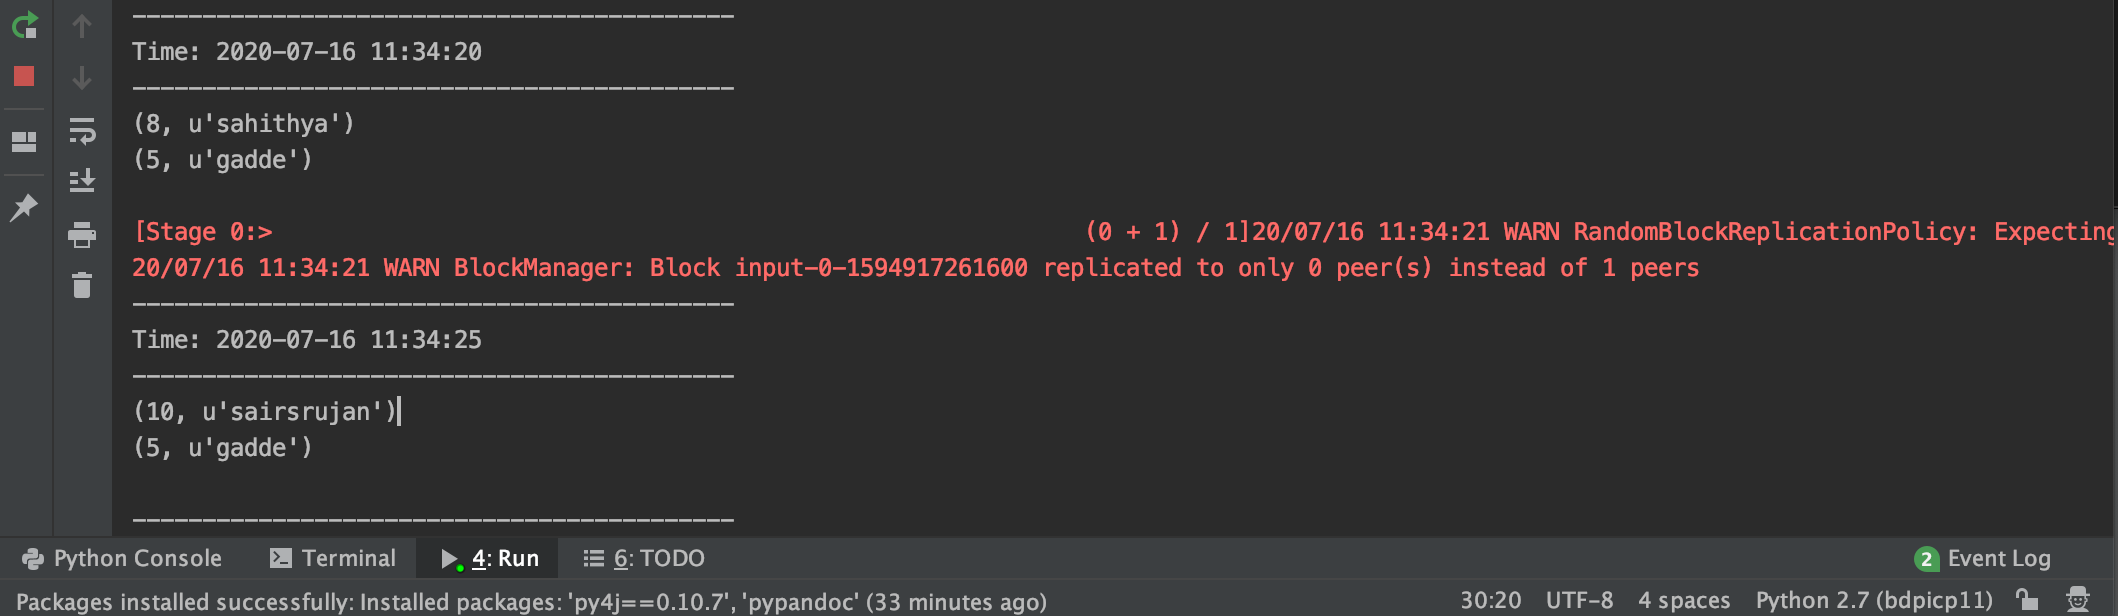 -------------------------------------------
Time: 2020-07-16 11:34:20
-------------------------------------------
(8, u'sahithya')
(5, u'gadde')
[Stage 0:> (0 + 1) / 1]20/07/16 11:34:21 WARN RandomBlockReplicationPolicy: Expecting
20/07/16 11:34:21 WARN BlockManager: Block input-0-1594917261600 replicated to only 0 peer(s) instead of 1 peers
-------------------------------------------
Time: 2020-07-16 11:34:25
-------------------------------------------
(10, u'sairsrujan')
(5, u'gadde')
-------------------------------------------
Python Console Terminal 4: Run 6: TODO 2 Event Log
Packages installed successfully: Installed packages: 'py4j==0.10.7', 'pypandoc' (33 minutes ago) 30:20 UTF-8 4 spaces Python 2.7 (bdpicp11)